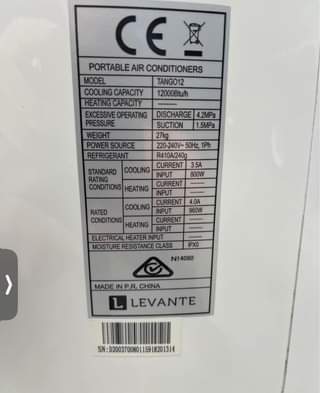 CE
PORTABLE AIR CONDITIONERS
MODEL TANGO12
COOLING CAPACITY 12000Btu/h
HEATING CAPACITY ———
EXCESSIVE OPERATING PRESSURE DISCHARGE 4.2MPa
SUCTION 1.5MPa
WEIGHT 27kg
POWER SOURCE 220-240V~ 50Hz, 1Ph
REFRIGERANT R410A/240g
STANDARD RATING CONDITIONS COOLING CURRENT 3.5A
INPUT 800W
HEATING CURRENT ———
INPUT ———
RATED CONDITIONS COOLING CURRENT 4.0A
INPUT 960W
HEATING CURRENT ———
INPUT ———
ELECTRICAL HEATER INPUT ———
MOISTURE RESISTANCE CLASS IPX0
N14092
MADE IN P.R, CHINA
L LEVANTE